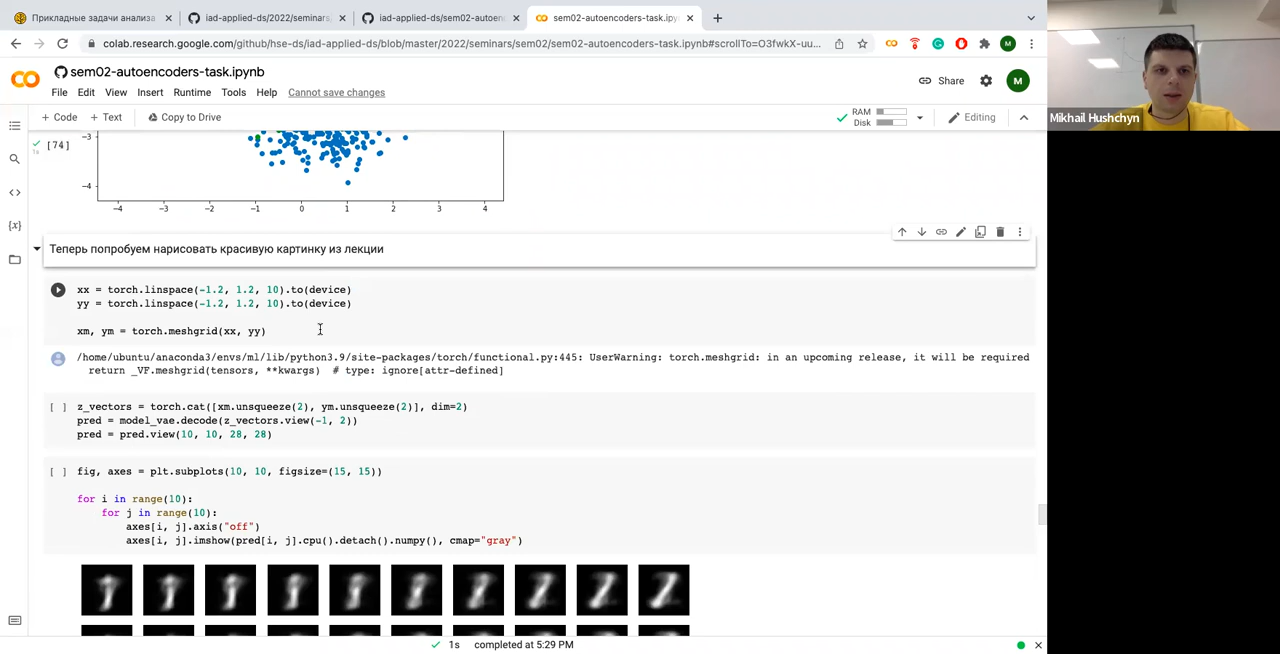 Прикладные задачи анализа
iad-applied-ds/2022/seminars/
iad-applied-ds/sem02-autoen
sem02-autoencoders-task.ipyn
colab.research.google.com/github/hse-ds/iad-applied-ds/blob/master/2022/seminars/sem02/sem02-autoencoders-task.ipynb#scrollTo=O3fwkX-uu...
M
sem02-autoencoders-task.ipynb
File Edit View Insert Runtime Tools Help Cannot save changes
Share
M
+ Code + Text Copy to Drive
RAM
Disk
Editing
[74]
1s
-3
-4
-4 -3 -2 -1 0 1 2 3 4
Теперь попробуем нарисовать красивую картинку из лекции
xx = torch.linspace(-1.2, 1.2, 10).to(device)
yy = torch.linspace(-1.2, 1.2, 10).to(device)
xm, ym = torch.meshgrid(xx, yy)
/home/ubuntu/anaconda3/envs/ml/lib/python3.9/site-packages/torch/functional.py:445: UserWarning: torch.meshgrid: in an upcoming release, it will be required
return _VF.meshgrid(tensors, **kwargs) # type: ignore[attr-defined]
[ ] z_vectors = torch.cat([xm.unsqueeze(2), ym.unsqueeze(2)], dim=2)
pred = model_vae.decode(z_vectors.view(-1, 2))
pred = pred.view(10, 10, 28, 28)
[ ] fig, axes = plt.subplots(10, 10, figsize=(15, 15))
for i in range(10):
for j in range(10):
axes[i, j].axis("off")
axes[i, j].imshow(pred[i, j].cpu().detach().numpy(), cmap="gray")
1s completed at 5:29 PM
Mikhail Hushchyn